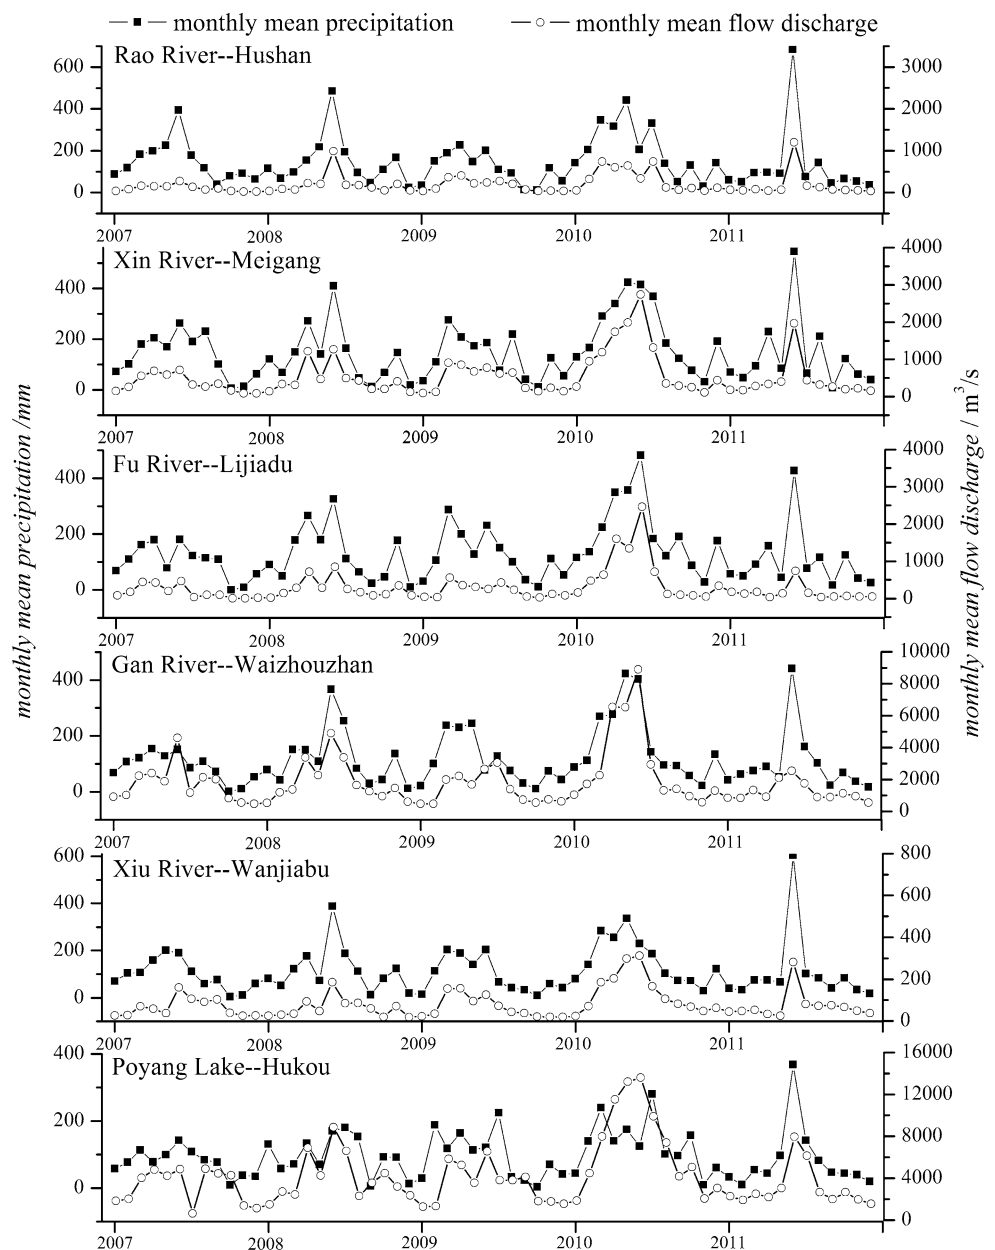 monthly mean precipitation monthly mean flow discharge
Rao River--Hushan
600 3000
400 2000
200 1000
0 0
2007 2008 2009 2010 2011
Xin River--Meigang
4000
400 3000
200 2000
1000
0 0
2007 2008 2009 2010 2011
Fu River--Lijiadu
4000
400 3000
200 2000
1000
0 0
2007 2008 2009 2010 2011
Gan River--Waizhouzhan
10000
400 8000
6000
200 4000
2000
0 0
2007 2008 2009 2010 2011
Xiu River--Wanjiabu
600 800
400 600
200 400
200
0 0
2007 2008 2009 2010 2011
Poyang Lake--Hukou
400 16000
12000
200 8000
4000
0 0
2007 2008 2009 2010 2011
monthly mean precipitation /mm
monthly mean flow discharge / m³/s